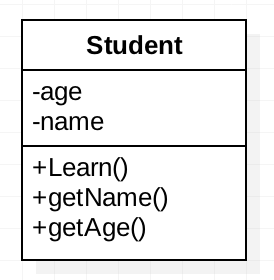 Student
-age
-name
+Learn()
+getName()
+getAge()